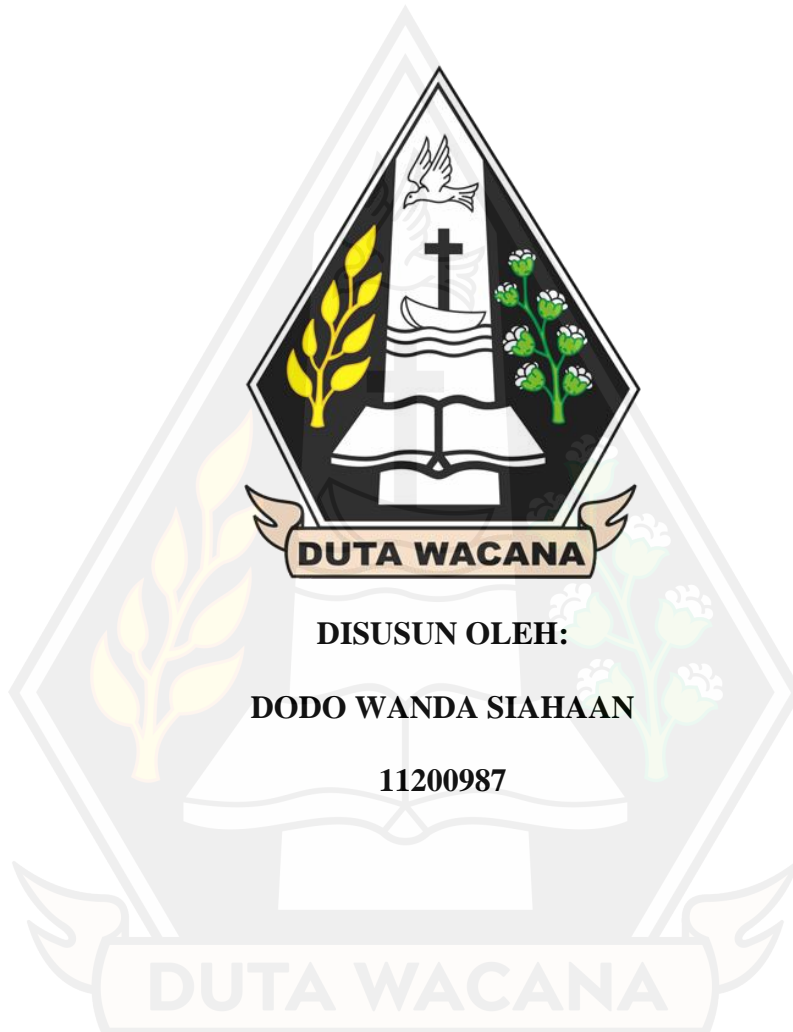 DUTA WACANA
DISUSUN OLEH:
DODO WANDA SIAHAAN
11200987
DUTA WACANA